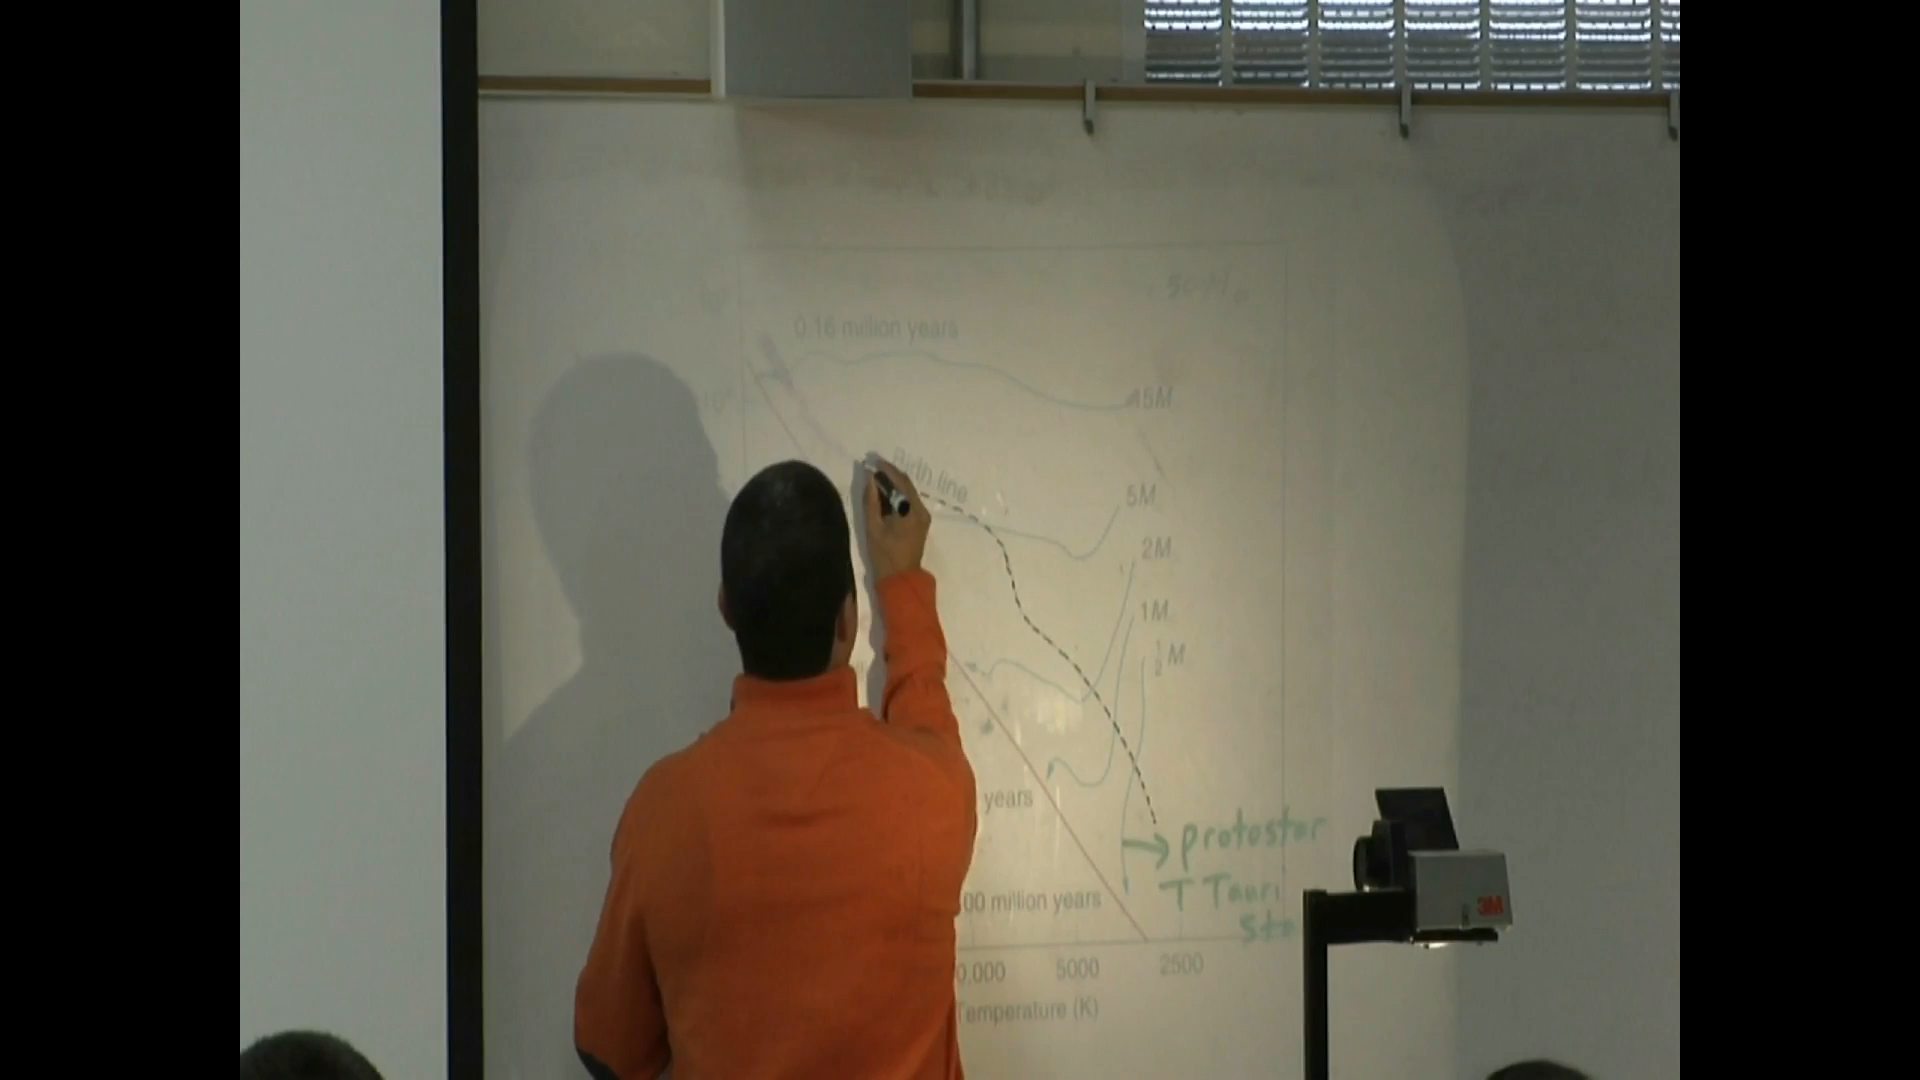 0.16 million years
15M
Birth line
5M
2M
1M
½M
years
protostar
T Tauri
00 million years
0,000
5000
2500
Temperature (K)
3M